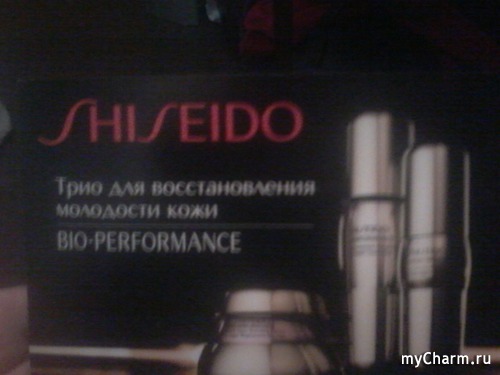 SHISEIDO
Трио для восстановления
молодости кожи
BIO-PERFORMANCE
myCharm.ru